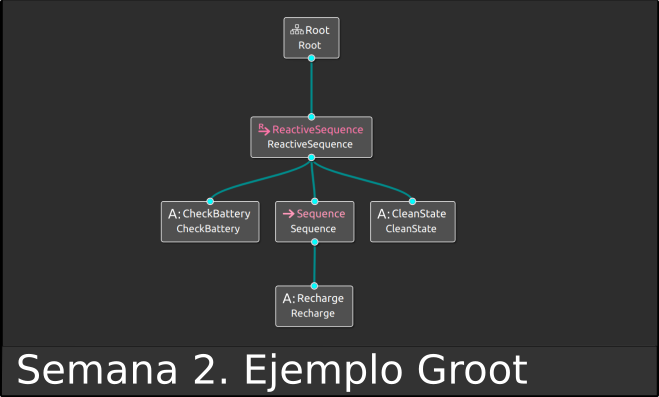 Root
Root
R ReactiveSequence
ReactiveSequence
A: CheckBattery
CheckBattery
Sequence
Sequence
A: CleanState
CleanState
A: Recharge
Recharge
Semana 2. Ejemplo Groot